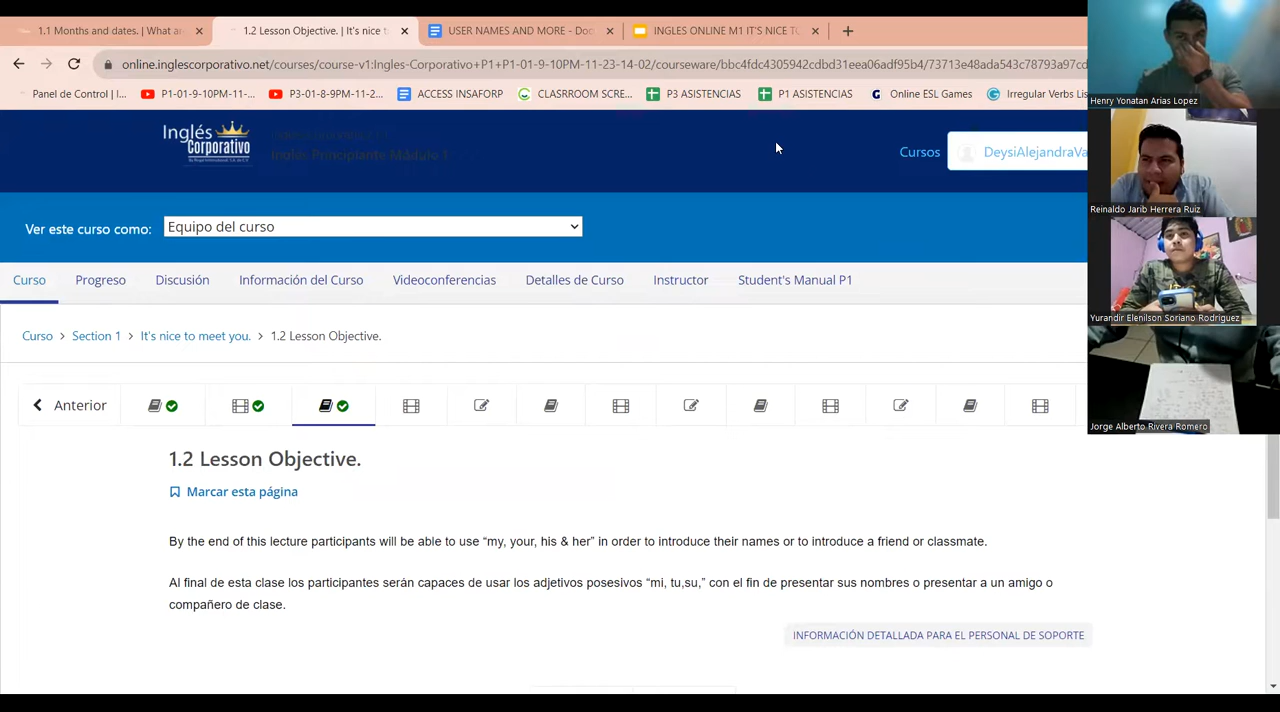 1.1 Months and dates. | What ar
1.2 Lesson Objective. | It's nice t
USER NAMES AND MORE - Doc
INGLES ONLINE M1 IT'S NICE TO
online.inglescorporativo.net/courses/course-v1:Ingles-Corporativo+P1+P1-01-9-10PM-11-23-14-02/courseware/bbc4fdc4305942cdbd31eea06adf95b4/73713e48ada543c78793a97cd
Panel de Control | I... P1-01-9-10PM-11-... P3-01-8-9PM-11-2... ACCESS INSAFORP CLASRROOM SCRE... P3 ASISTENCIAS P1 ASISTENCIAS Online ESL Games Irregular Verbs Lis
Inglés Corporativo
Inglés Principiante Módulo 1
Cursos DeysiAlejandraVa
Ver este curso como: Equipo del curso
Curso Progreso Discusión Información del Curso Videoconferencias Detalles de Curso Instructor Student's Manual P1
Curso > Section 1 > It's nice to meet you. > 1.2 Lesson Objective.
Anterior
1.2 Lesson Objective.
Marcar esta página
By the end of this lecture participants will be able to use “my, your, his & her” in order to introduce their names or to introduce a friend or classmate.
Al final de esta clase los participantes serán capaces de usar los adjetivos posesivos “mi, tu,su,” con el fin de presentar sus nombres o presentar a un amigo o
compañero de clase.
INFORMACIÓN DETALLADA PARA EL PERSONAL DE SOPORTE
Henry Yonatan Arias Lopez
Reinaldo Jarib Herrera Ruiz
Yurandir Elenilson Soriano Rodriguez
Jorge Alberto Rivera Romero